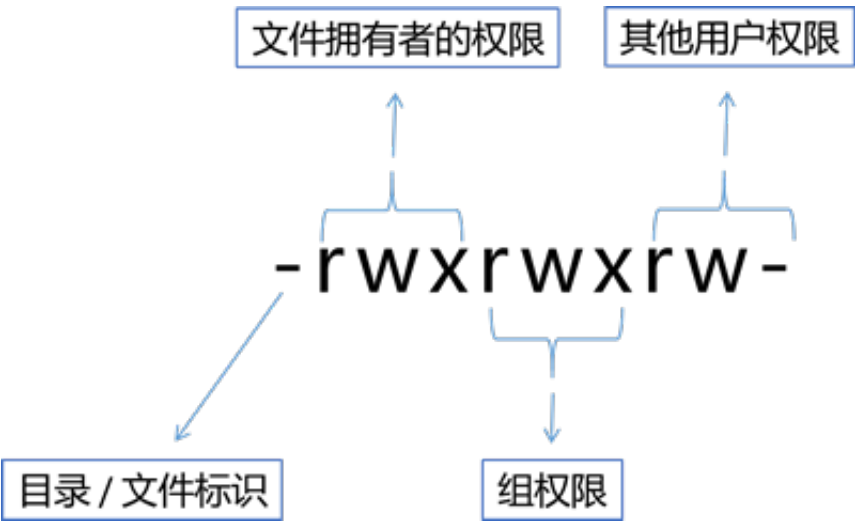 文件拥有者的权限
其他用户权限
-rwxrwxrw-
目录 / 文件标识
组权限